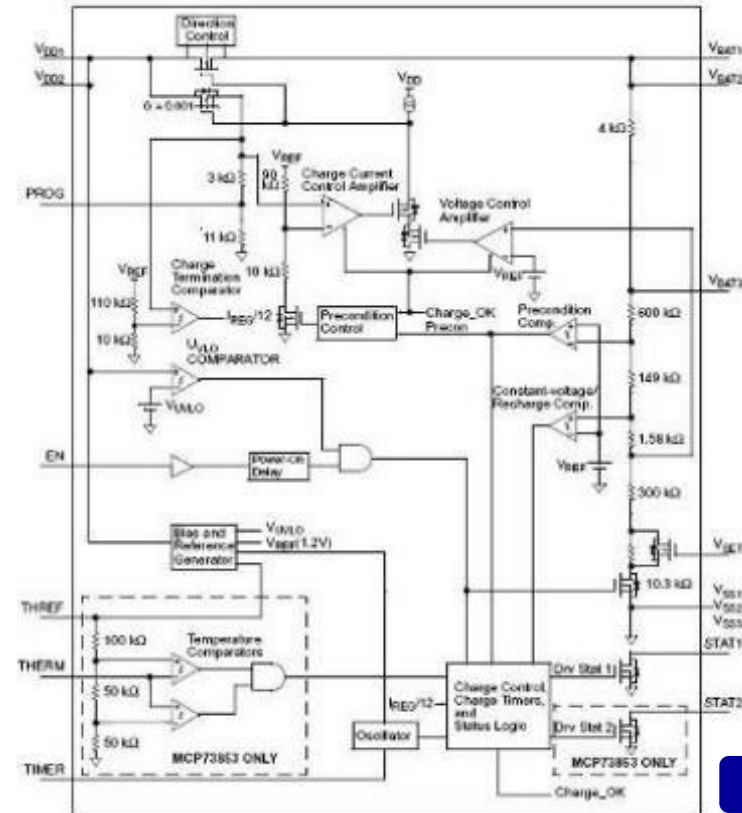 Direction
Control
VDD1
VDD2
G = 0.001
VDD
VBAT1
VBAT2
4 kΩ
3 kΩ
VREF
90
kΩ
Charge Current
Control Amplifier
Voltage Control
Amplifier
PROG
11 kΩ
VREF
Charge
Termination
Comparator
10 kΩ
VREF
VBAT3
110 kΩ
10 kΩ
IREG/12
Precondition
Control
Charge_OK
Precon
Precondition
Comp.
600 kΩ
UVLO
COMPARATOR
VUVLO
149 kΩ
Constant-voltage/
Recharge Comp.
1.58 kΩ
EN
Power-On
Delay
VREF
300 kΩ
Bias and
Reference
Generator
VUVLO
VREF(1.2V)
VSET
10.3 kΩ
VSS1
VSS2
VSS3
THREF
100 kΩ
Temperature
Comparators
STAT1
THERM
50 kΩ
Drv Stat 1
IREG/12
Charge Control,
Charge Timers,
and
Status Logic
STAT2
50 kΩ
Oscillator
Drv Stat 2
MCP73853 ONLY
MCP73853 ONLY
TIMER
Charge_OK